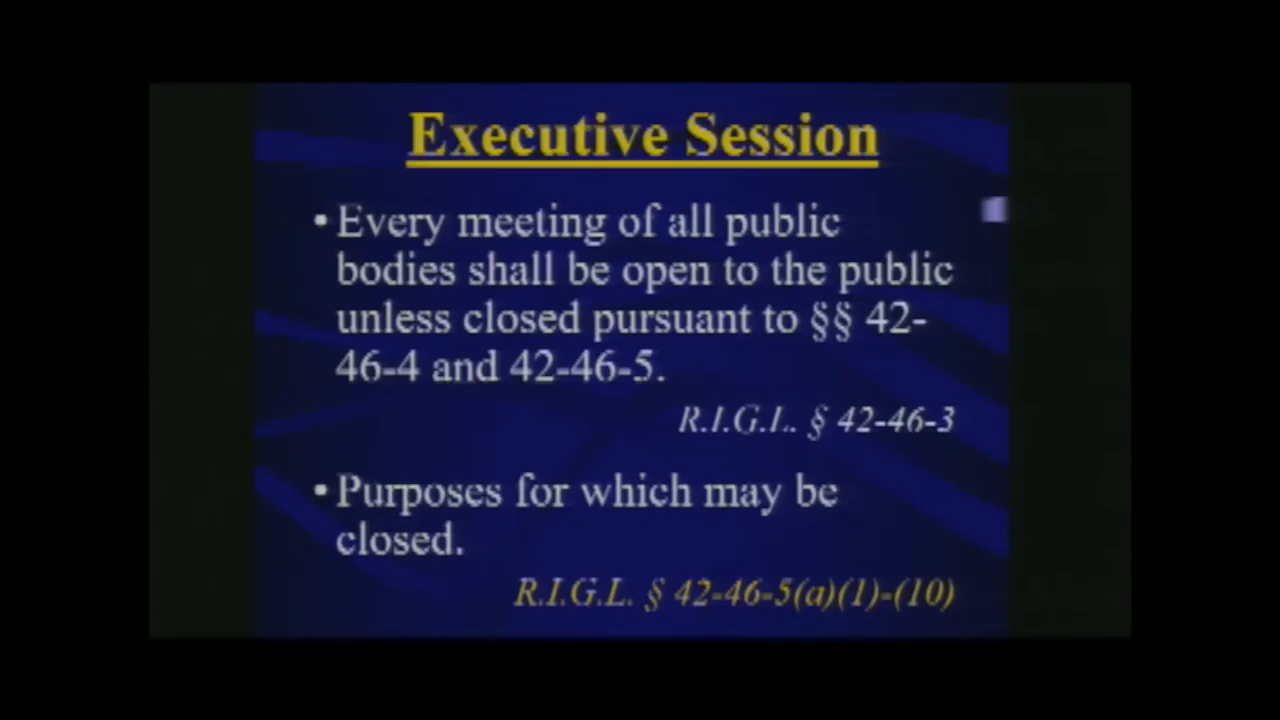 Executive Session
• Every meeting of all public
bodies shall be open to the public
unless closed pursuant to §§ 42-
46-4 and 42-46-5.
R.I.G.L. § 42-46-3
• Purposes for which may be
closed.
R.I.G.L. § 42-46-5(a)(1)-(10)